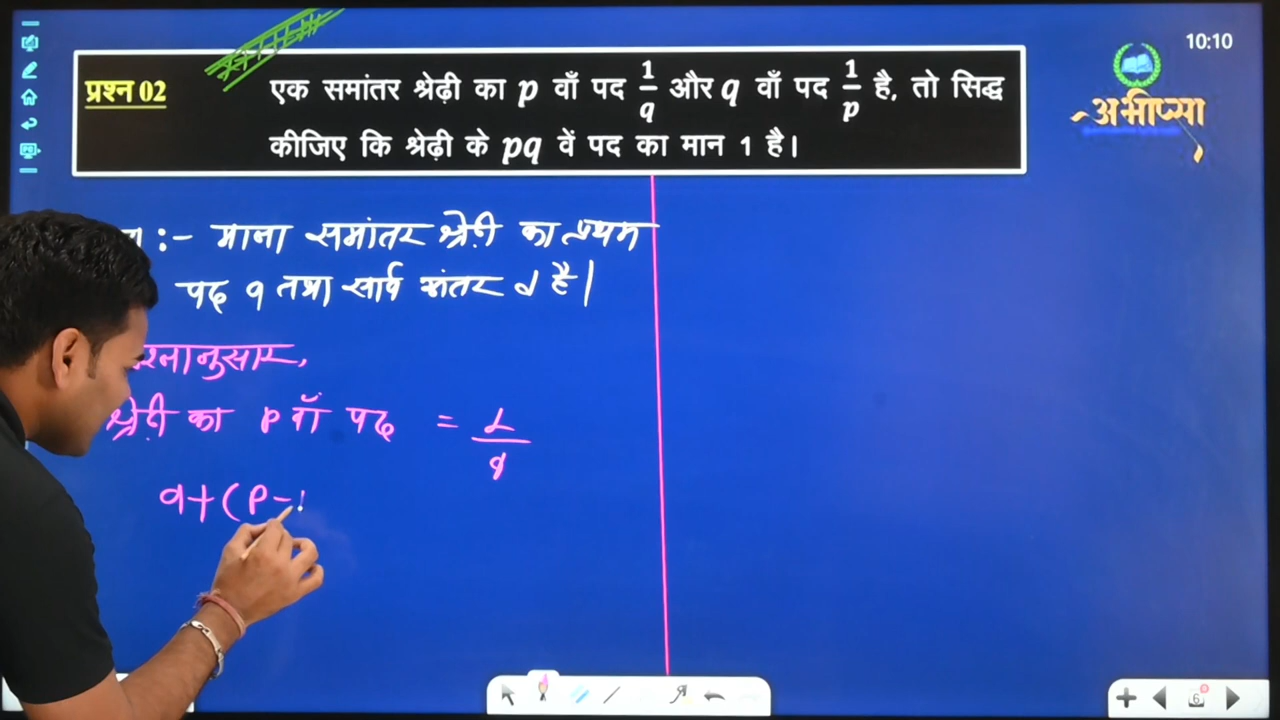 10:10
प्रश्न 02
एक समांतर श्रेढ़ी का p वाँ पद 1/q और q वाँ पद 1/p है, तो सिद्ध
कीजिए कि श्रेढ़ी के pq वें पद का मान 1 है।
अभीप्सा
:- माना समांतर श्रेढ़ी का प्रथम
पद a तथा सार्व अंतर d है।
श्रेढ़ी का p वाँ पद = 1/q
a+(p-1
6